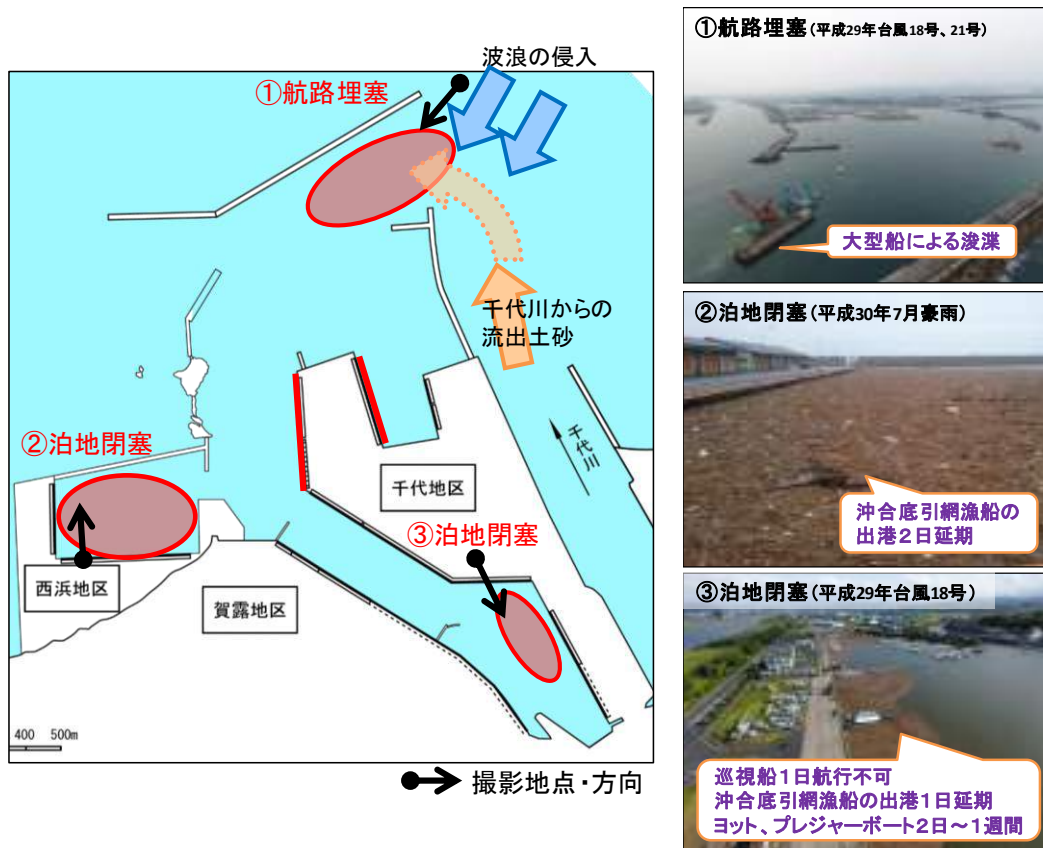 波浪の侵入
①航路埋塞
千代川からの
流出土砂
②泊地閉塞
千代川
千代地区
③泊地閉塞
西浜地区
賀露地区
400 500m
撮影地点・方向
①航路埋塞(平成29年台風18号、21号)
大型船による浚渫
②泊地閉塞(平成30年7月豪雨)
沖合底引網漁船の
出港2日延期
③泊地閉塞(平成29年台風18号)
巡視船1日航行不可
沖合底引網漁船の出港1日延期
ヨット、プレジャーボート2日~1週間